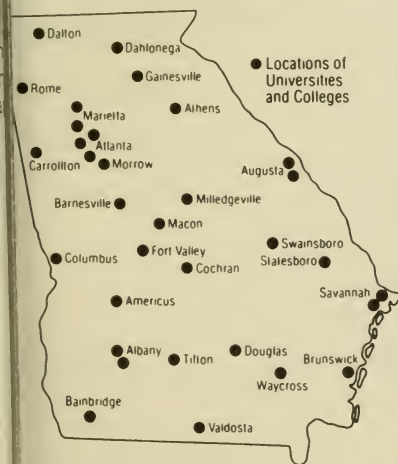 Dalton
Dahlonega
Gainesville
Locations of
Universities
and Colleges
Rome
Athens
Marietta
Atlanta
Carrollton
Morrow
Augusta
Barnesville
Milledgeville
Macon
Swainsboro
Fort Valley
Statesboro
Columbus
Cochran
Savannah
Americus
Albany
Tifton
Douglas
Brunswick
Waycross
Bainbridge
Valdosta